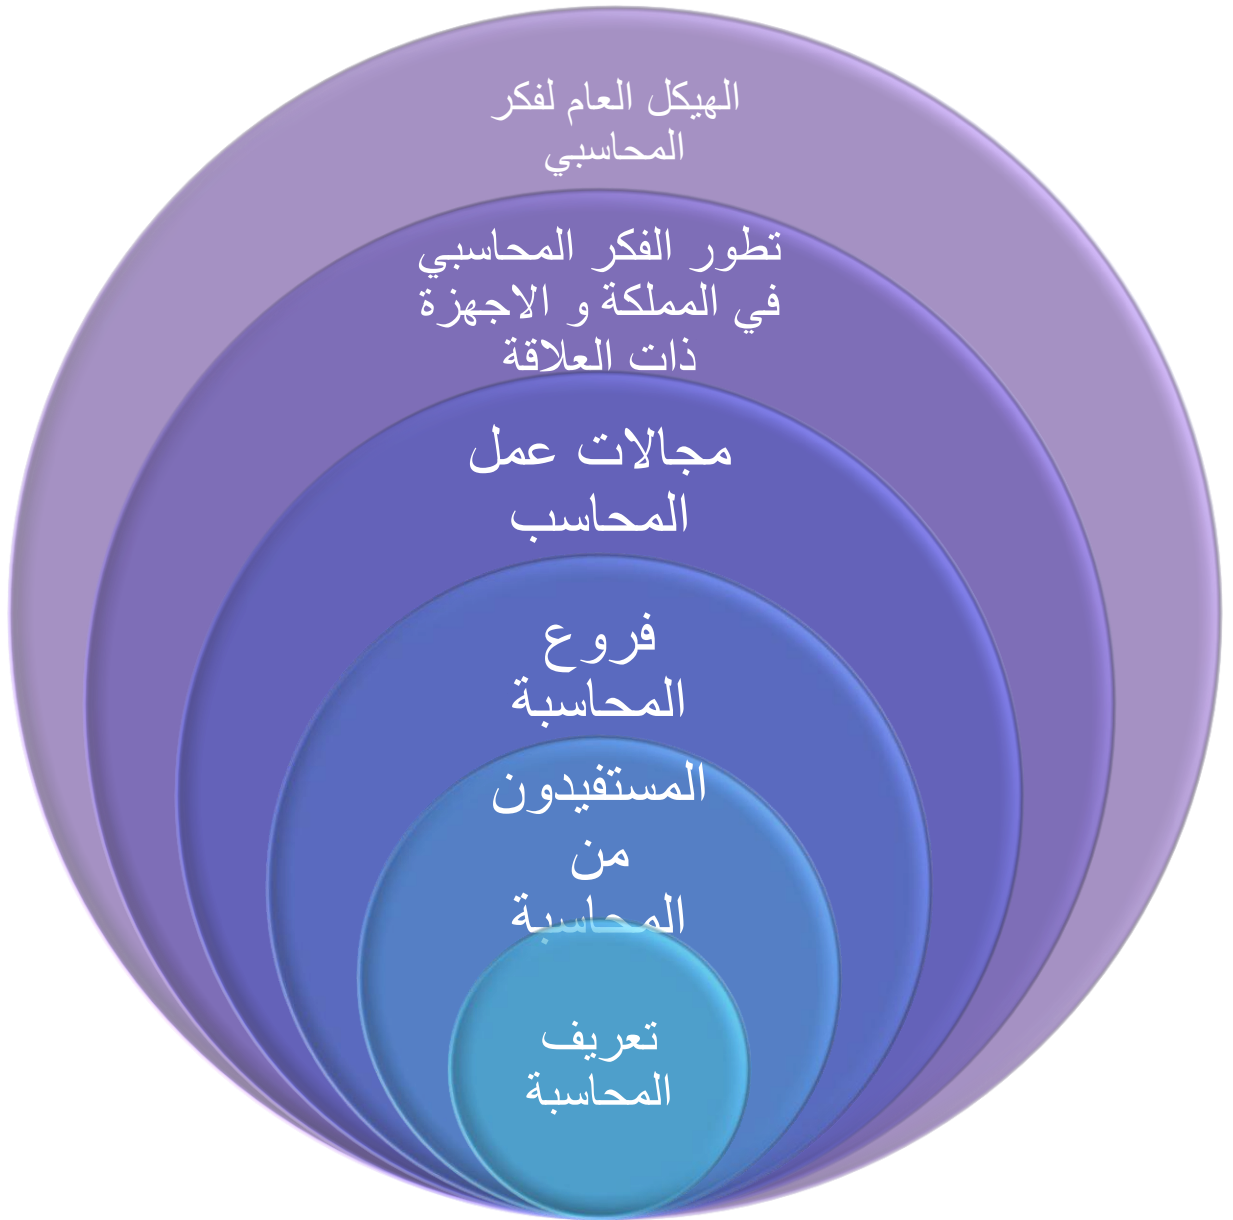 الهيكل العام لفكر
المحاسبي
تطور الفكر المحاسبي
في المملكة و الاجهزة
ذات العلاقة
مجالات عمل
المحاسب
فروع
المحاسبة
المستفيدون
من
المحاسبة
تعريف
المحاسبة